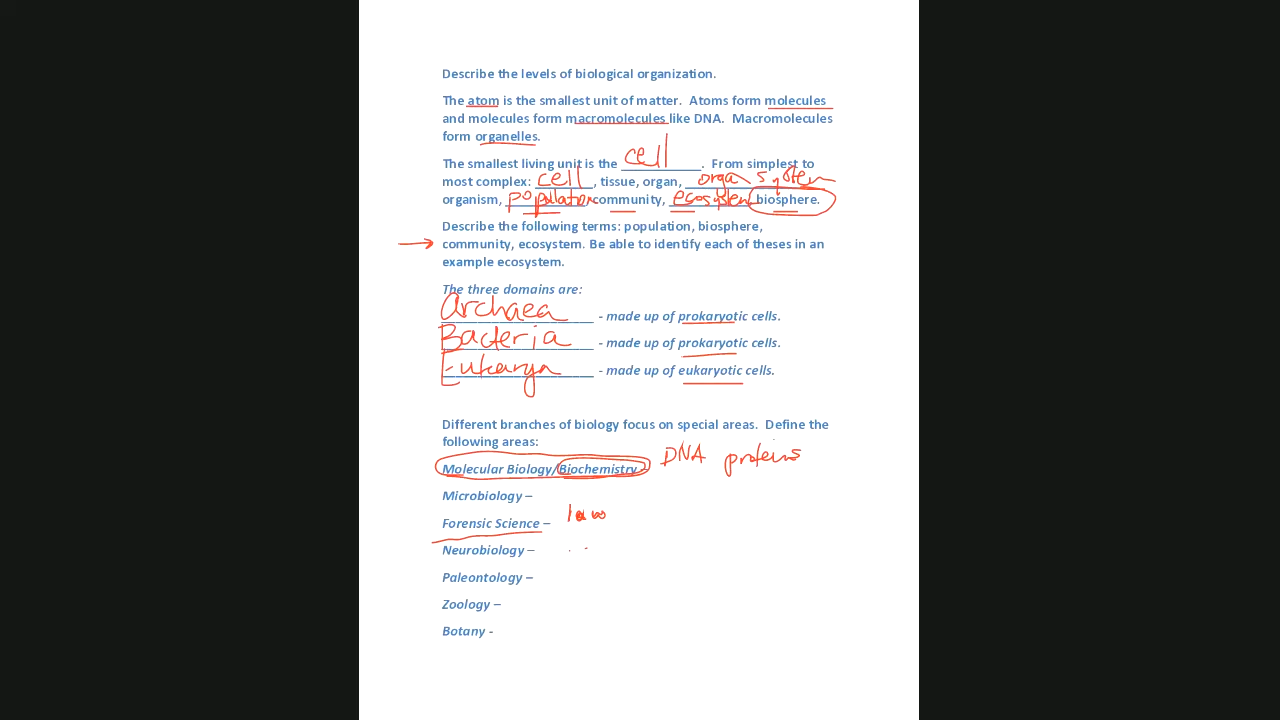 Describe the levels of biological organization.
The atom is the smallest unit of matter. Atoms form molecules
and molecules form macromolecules like DNA. Macromolecules
form organelles.
The smallest living unit is the cell. From simplest to
most complex: cell, tissue, organ, organ system
organism, population, community, ecosystem, biosphere.
Describe the following terms: population, biosphere,
community, ecosystem. Be able to identify each of theses in an
example ecosystem.
The three domains are:
Archaea - made up of prokaryotic cells.
Bacteria - made up of prokaryotic cells.
Eukarya - made up of eukaryotic cells.
Different branches of biology focus on special areas. Define the
following areas:
Molecular Biology/Biochemistry - DNA proteins
Microbiology –
Forensic Science – law
Neurobiology –
Paleontology –
Zoology –
Botany -